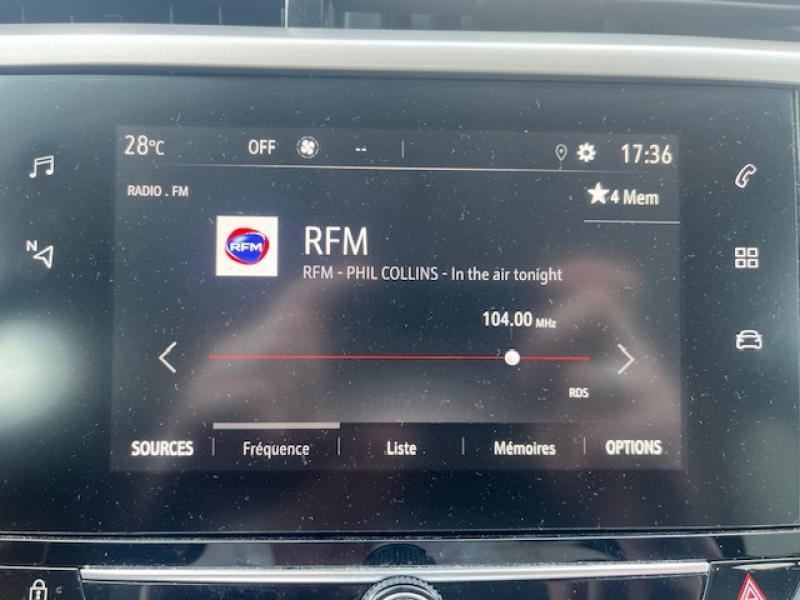 28°C OFF -- 17:36
RADIO . FM
4 Mem
RFM
RFM
RFM - PHIL COLLINS - In the air tonight
104.00 MHz
RDS
SOURCES Fréquence Liste Mémoires OPTIONS
N